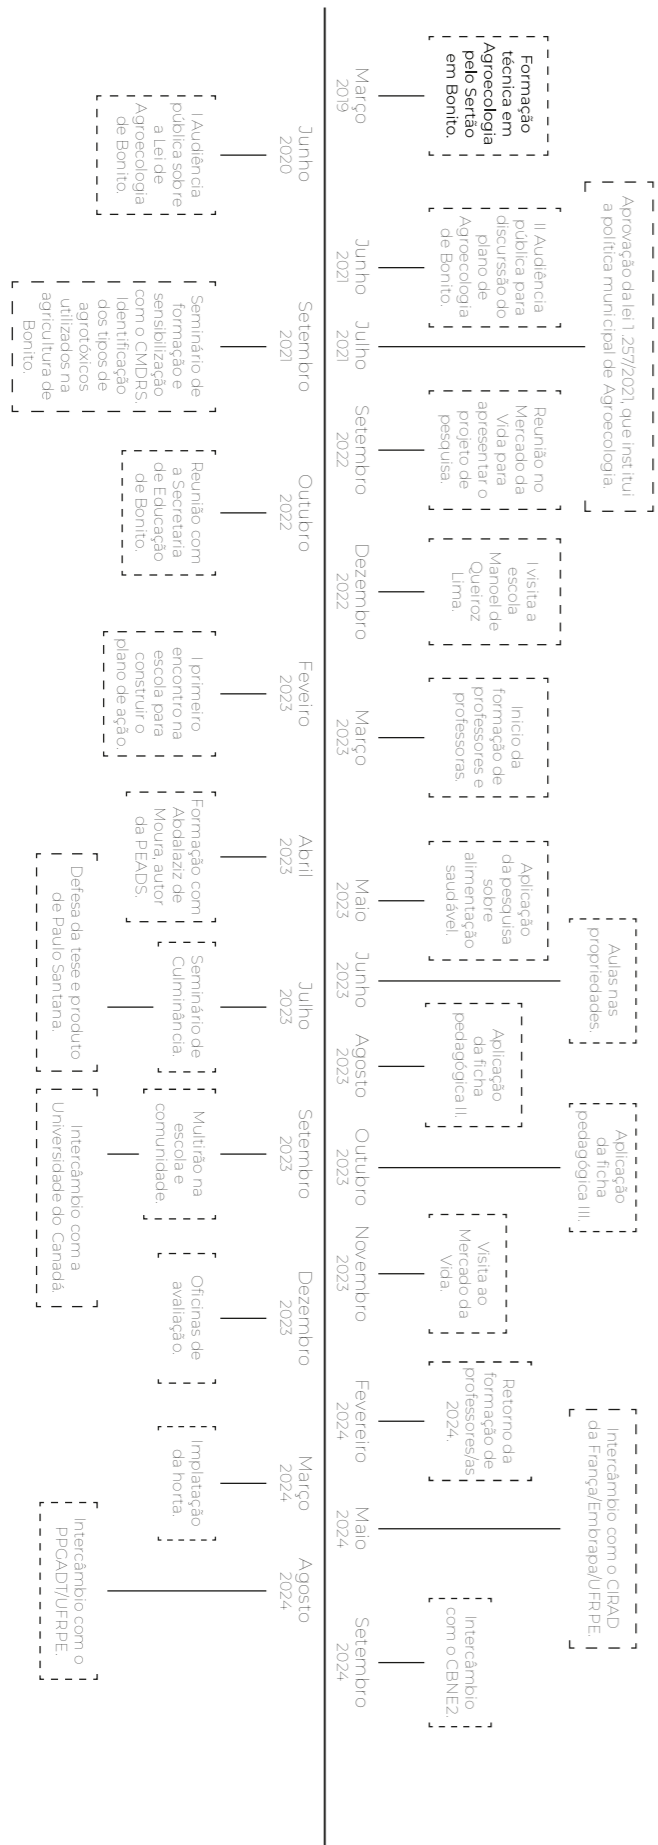 Formação
técnica em
Agroecologia
pelo Sertão
em Bonito.
Março
2019
Junho
2020
I Audiência
pública sobre
a Lei de
Agroecologia
de Bonito.
II Audiência
pública para
discurssão do
plano de
Agroecologia
de Bonito.
Junho
2021
Aprovação da lei 1.257/2021, que institui
a política municipal de Agroecologia.
Julho
2021
Setembro
2021
Seminário de
formação e
sensibilização
com o CMDRS.
Identificação
dos tipos de
agrotóxicos
utilizados na
agricultura de
Bonito.
Reunião no
Mercado da
Vida para
apresentar o
projeto de
pesquisa.
Setembro
2022
Outubro
2022
Reunião com
a Secretaria
de Educação
de Bonito.
I visita a
escola
Manoel de
Queiroz
Lima.
Dezembro
2022
Feveiro
2023
I primeiro
encontro na
escola para
construir o
plano de ação.
Inicio da
formação de
professores e
professoras.
Março
2023
Abril
2023
Formação com
Abdalaziz de
Moura, autor
da PEADS.
Aplicação
da pesquisa
sobre
alimentação
saudável.
Maio
2023
Aulas nas
propriedades.
Junho
2023
Julho
2023
Seminário de
Culminância.
Defesa da tese e produto
de Paulo Santana.
Aplicação
da ficha
pedagógica II.
Agosto
2023
Setembro
2023
Multirão na
escola e
comunidade.
Intercâmbio com a
Universidade do Canadá.
Aplicação
da ficha
pedagógica III.
Outubro
2023
Visita ao
Mercado da
Vida.
Novembro
2023
Dezembro
2023
Oficinas de
avaliação.
Retorno da
formação de
professores/as
2024.
Fevereiro
2024
Março
2024
Implatação
da horta.
Intercâmbio com o CIRAD
da França/Embrapa/UFRPE.
Maio
2024
Agosto
2024
Intercâmbio com o
PPGADT/UFRPE.
Intercâmbio
com o CBNE2.
Setembro
2024